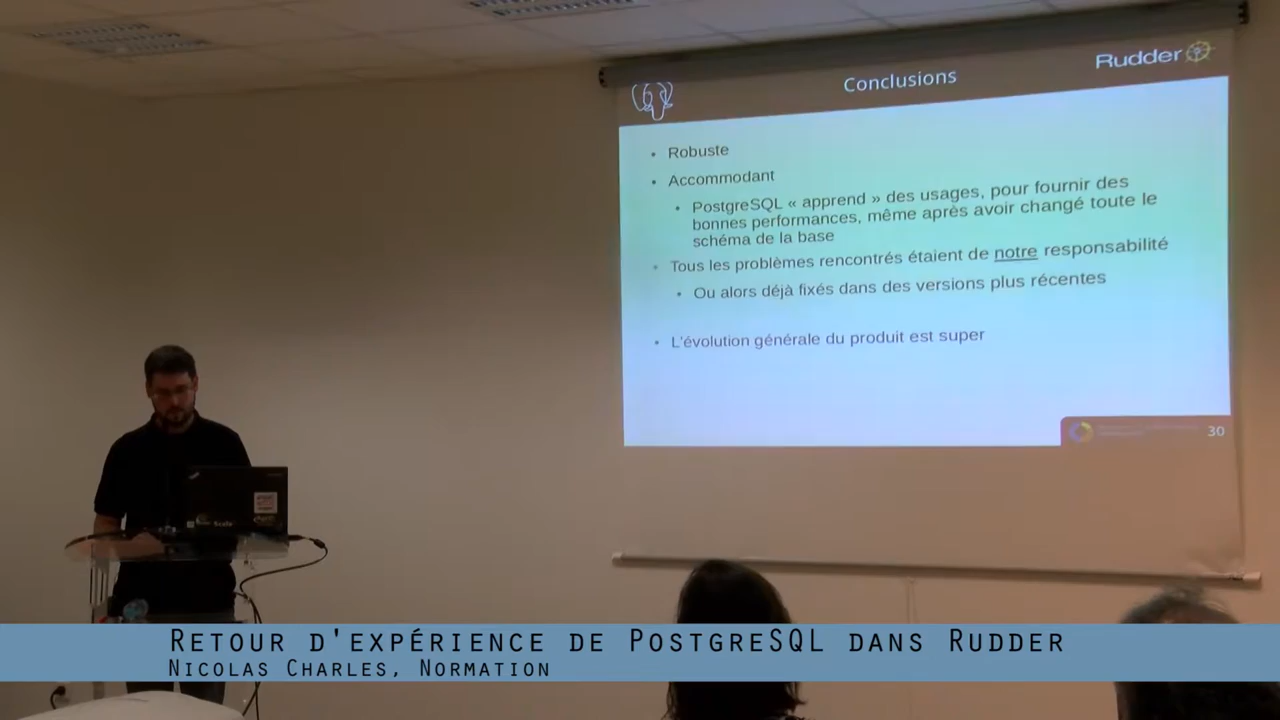 Conclusions
Rudder
• Robuste
• Accommodant
• PostgreSQL « apprend » des usages, pour fournir des
bonnes performances, même après avoir changé toute le
schéma de la base
• Tous les problèmes rencontrés étaient de notre responsabilité
• Ou alors déjà fixés dans des versions plus récentes
• L'évolution générale du produit est super
30
Retour d'expérience de PostgreSQL dans Rudder
Nicolas Charles, Normation